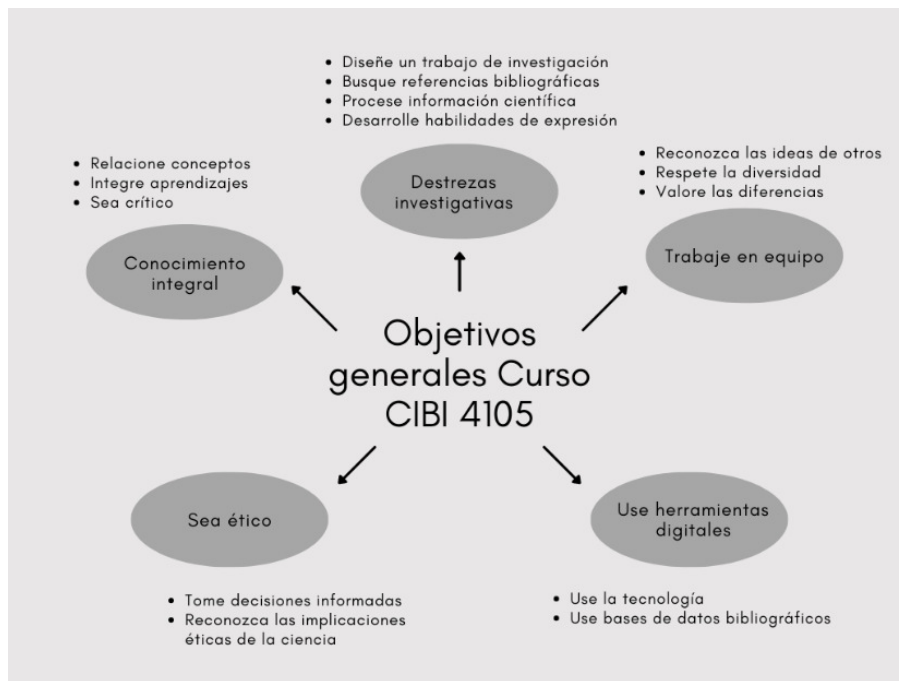 • Diseñe un trabajo de investigación
• Busque referencias bibliográficas
• Procese información científica
• Desarrolle habilidades de expresión
Destrezas
investigativas
• Relacione conceptos
• Integre aprendizajes
• Sea crítico
Conocimiento
integral
• Reconozca las ideas de otros
• Respete la diversidad
• Valore las diferencias
Trabaje en equipo
Objetivos
generales Curso
CIBI 4105
Sea ético
• Tome decisiones informadas
• Reconozca las implicaciones
éticas de la ciencia
Use herramientas
digitales
• Use la tecnología
• Use bases de datos bibliográficos